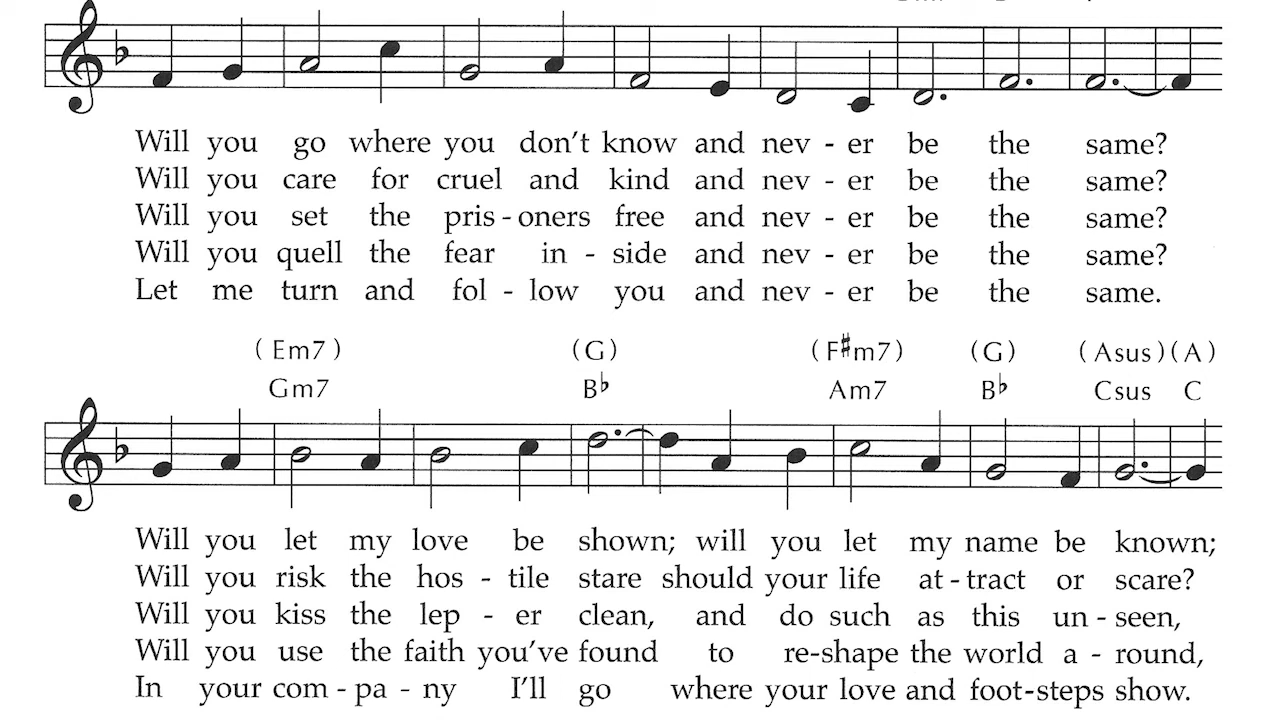 Will you go where you don't know and nev - er be the same?
Will you care for cruel and kind and nev - er be the same?
Will you set the pris - oners free and nev - er be the same?
Will you quell the fear in - side and nev - er be the same?
Let me turn and fol - low you and nev - er be the same.
( Em7 ) ( G ) ( F♯m7 ) ( G ) ( Asus ) ( A )
Gm7 B♭ Am7 B♭ Csus C
Will you let my love be shown; will you let my name be known;
Will you risk the hos - tile stare should your life at - tract or scare?
Will you kiss the lep - er clean, and do such as this un - seen,
Will you use the faith you've found to re-shape the world a - round,
In your com - pa - ny I'll go where your love and foot-steps show.